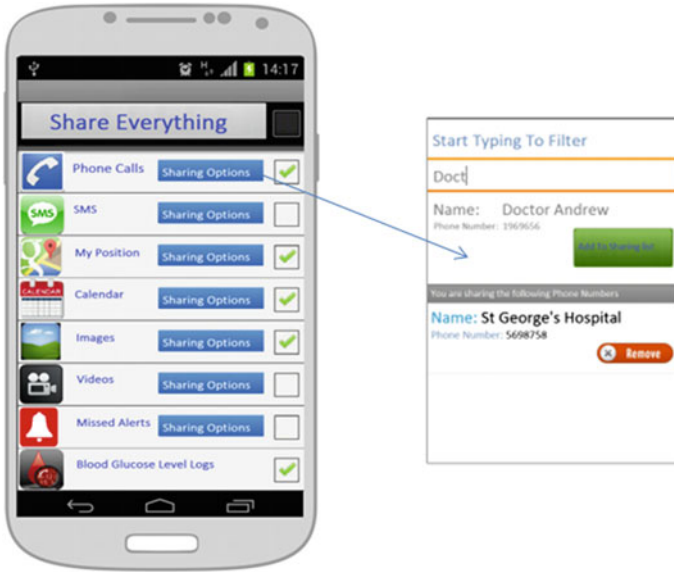 14:17
Share Everything
Phone Calls Sharing Options
SMS SMS Sharing Options
My Position Sharing Options
CALENDAR Calendar Sharing Options
Images Sharing Options
Videos Sharing Options
Missed Alerts Sharing Options
Blood Glucose Level Logs
Start Typing To Filter
Doct
Name: Doctor Andrew
Phone Number: 1969656
Add To Sharing list
You are sharing the following Phone Numbers
Name: St George's Hospital
Phone Number: 5698758
Remove